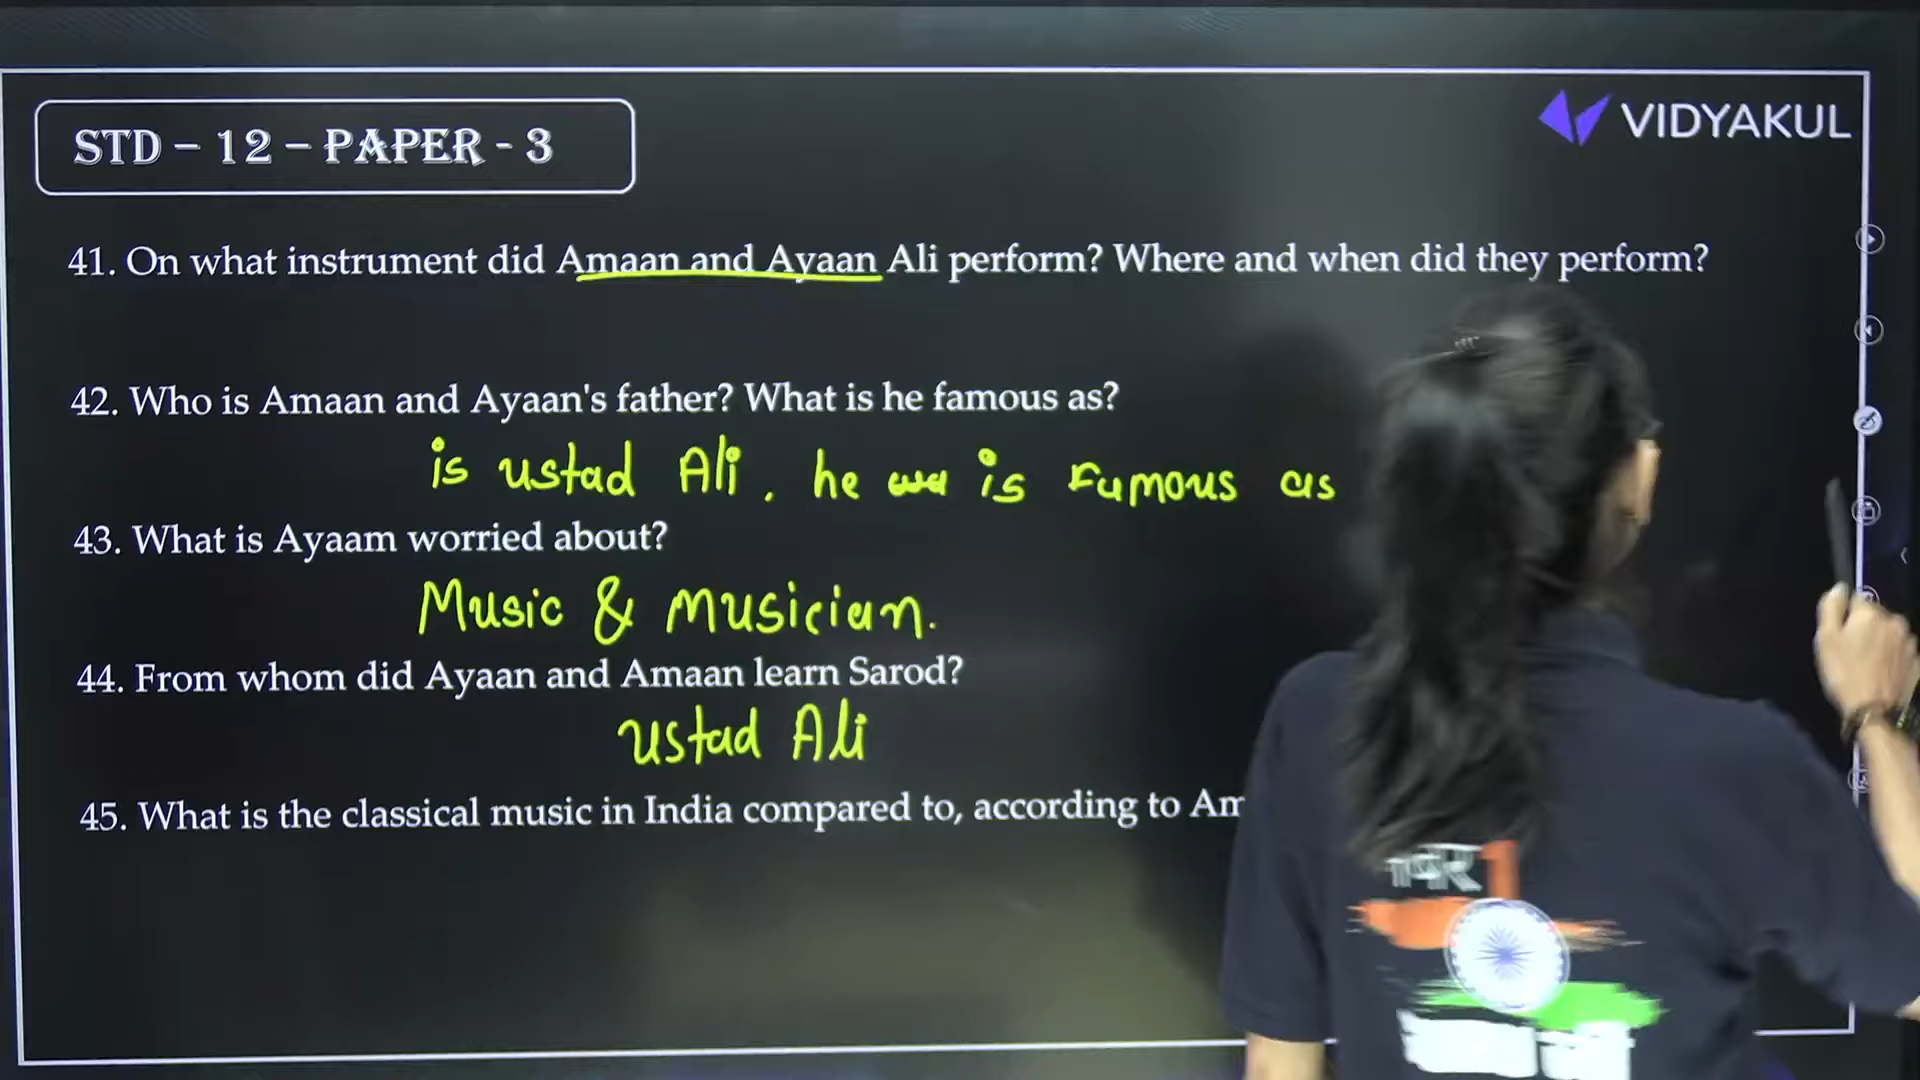 STD – 12 – PAPER - 3
VIDYAKUL
41. On what instrument did Amaan and Ayaan Ali perform? Where and when did they perform?
42. Who is Amaan and Ayaan's father? What is he famous as?
is ustad Ali. he is Famous as
43. What is Ayaam worried about?
Music & Musician.
44. From whom did Ayaan and Amaan learn Sarod?
ustad Ali
45. What is the classical music in India compared to, according to Am